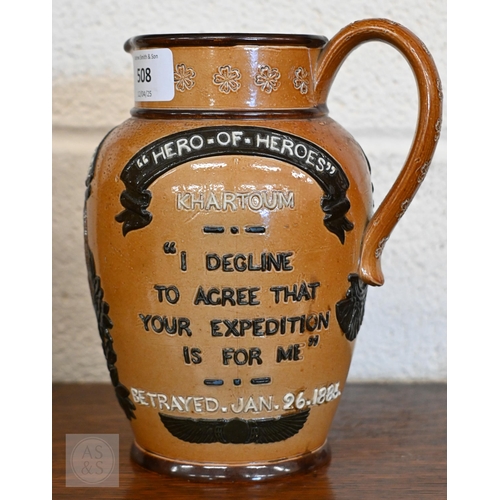 508
"HERO-OF-HEROES"
KHARTOUM
"I DECLINE
TO AGREE THAT
YOUR EXPEDITION
IS FOR ME"
BETRAYED. JAN. 26. 1885.
AS
&S